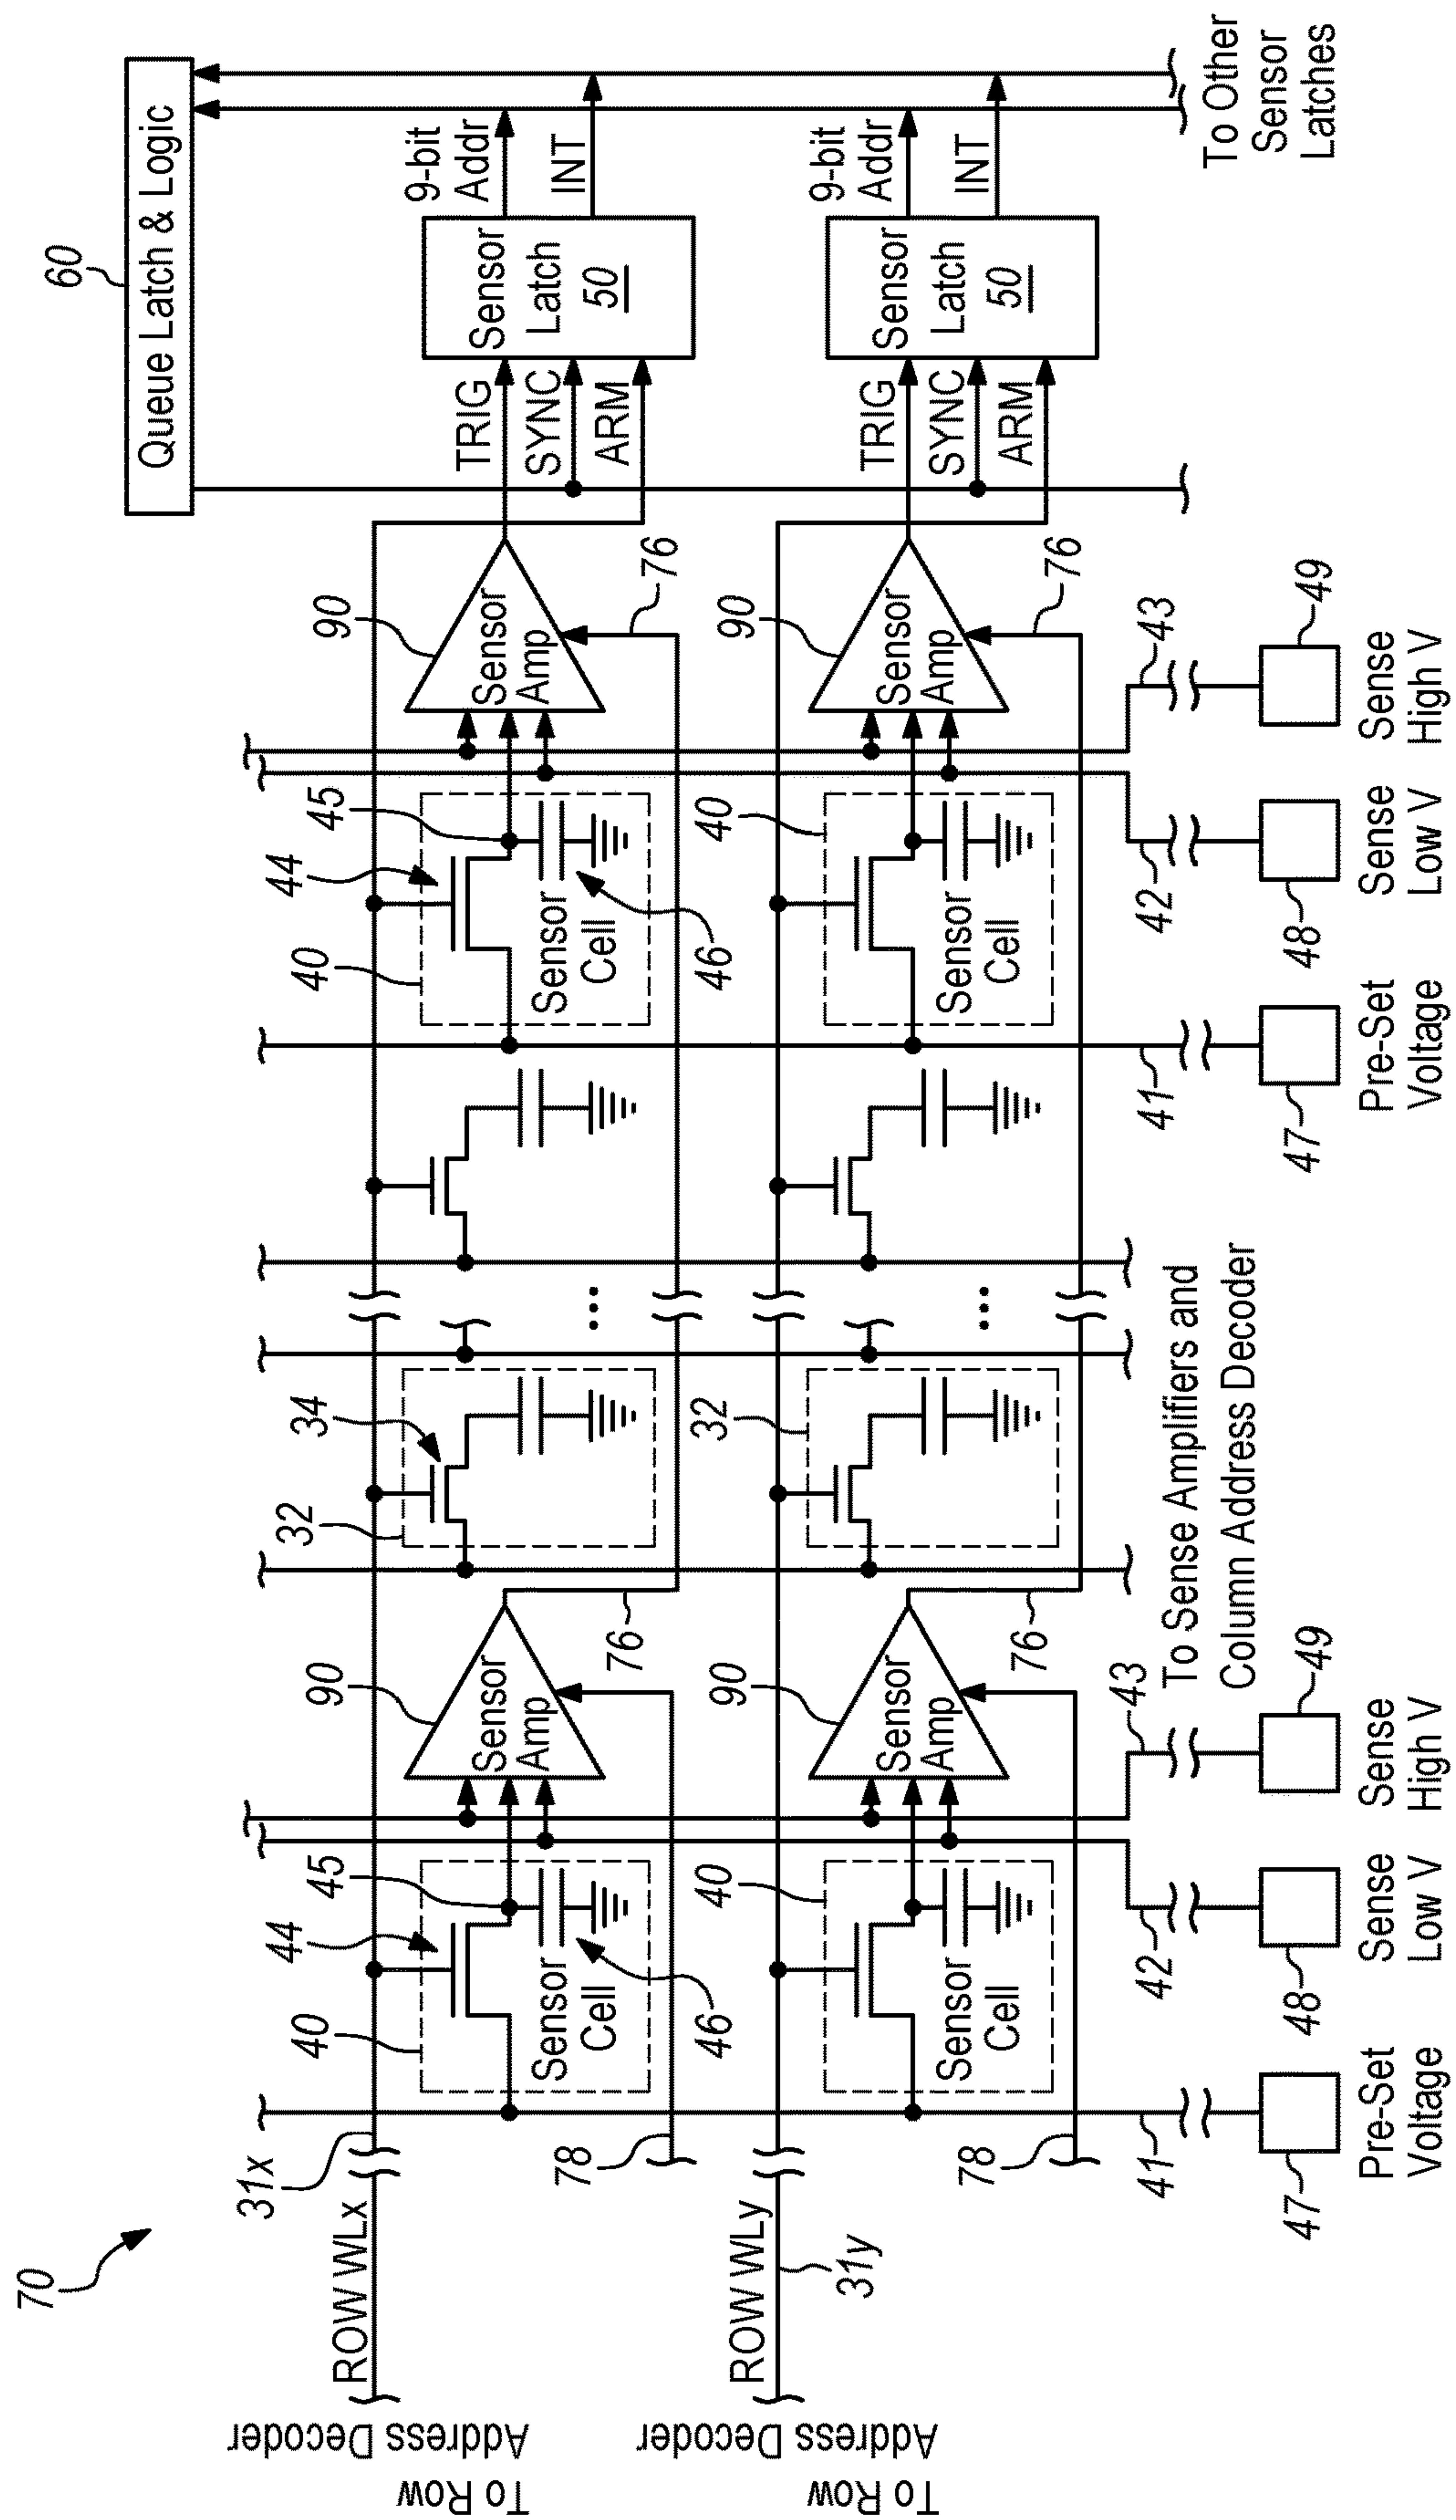 70
60
Queue Latch & Logic
ROW WLx
31x
To Row
Address Decoder
40
44
45
Sensor
Cell
46
78
90
Sensor
Amp
76
32
34
...
40
44
45
Sensor
Cell
46
90
Sensor
Amp
76
TRIG
SYNC
ARM
Sensor
Latch
50
9-bit
Addr
INT
ROW WLy
31y
To Row
Address Decoder
40
Sensor
Cell
78
90
Sensor
Amp
76
32
...
40
Sensor
Cell
90
Sensor
Amp
76
TRIG
SYNC
ARM
Sensor
Latch
50
9-bit
Addr
INT
41
42
43
To Sense Amplifiers and
Column Address Decoder
41
42
43
To Other
Sensor
Latches
47
48
49
47
48
49
Pre-Set
Voltage
Sense
Low V
Sense
High V
Pre-Set
Voltage
Sense
Low V
Sense
High V